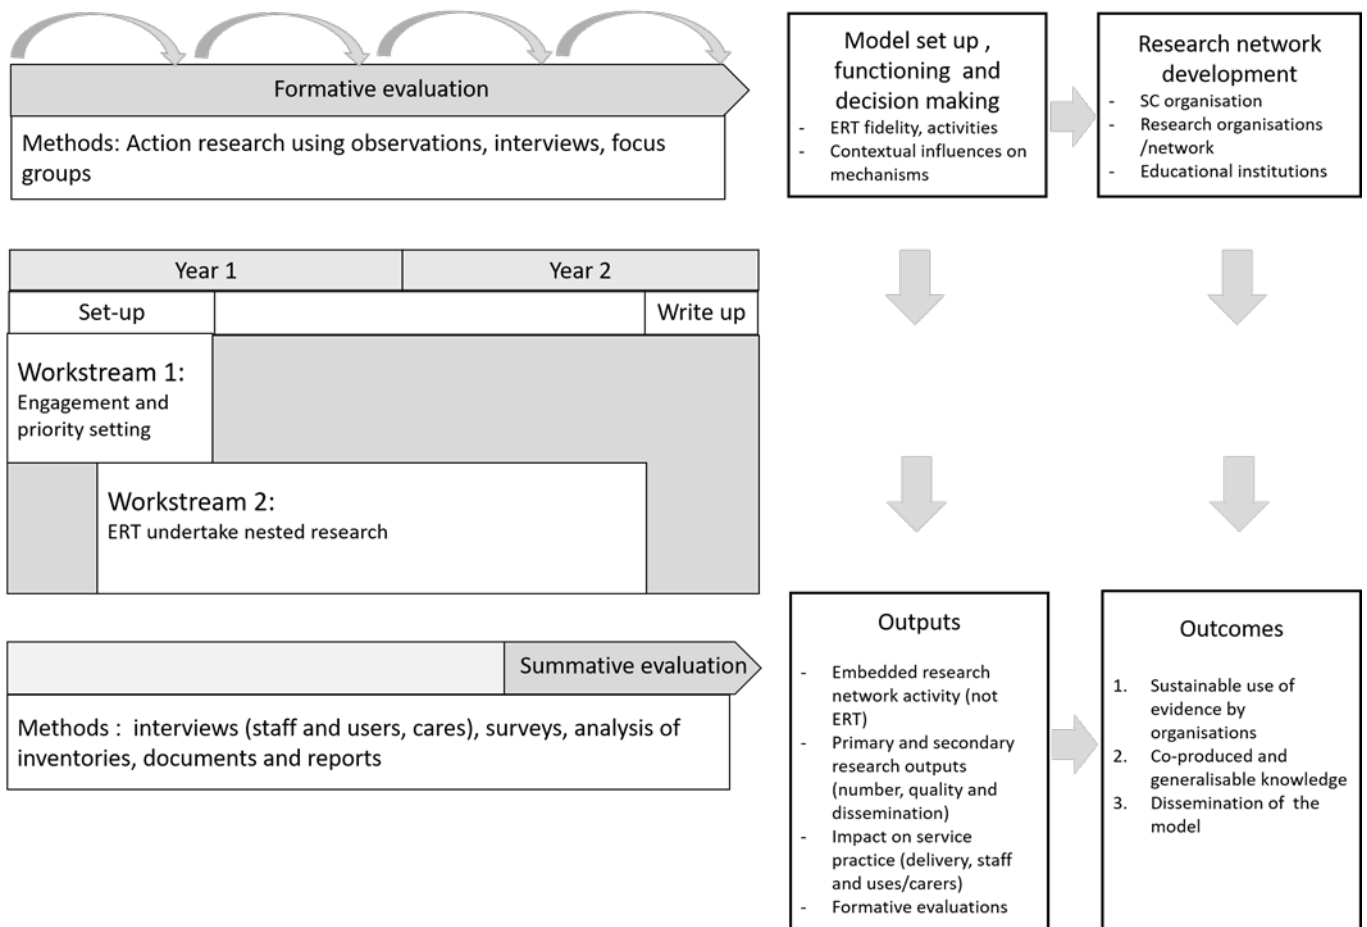 Formative evaluation
Methods: Action research using observations, interviews, focus
groups
Year 1
Year 2
Set-up
Write up
Workstream 1:
Engagement and
priority setting
Workstream 2:
ERT undertake nested research
Summative evaluation
Methods :  interviews (staff and users, cares), surveys, analysis of
inventories, documents and reports
Model set up ,
functioning  and
decision making
- ERT fidelity, activities
- Contextual influences on
mechanisms
Research network
development
- SC organisation
- Research organisations
/network
- Educational institutions
Outputs
- Embedded research
network activity (not
ERT)
- Primary and secondary
research outputs
(number, quality and
dissemination)
- Impact on service
practice (delivery, staff
and uses/carers)
- Formative evaluations
Outcomes
1. Sustainable use of
evidence by
organisations
2. Co-produced and
generalisable knowledge
3. Dissemination of  the
model